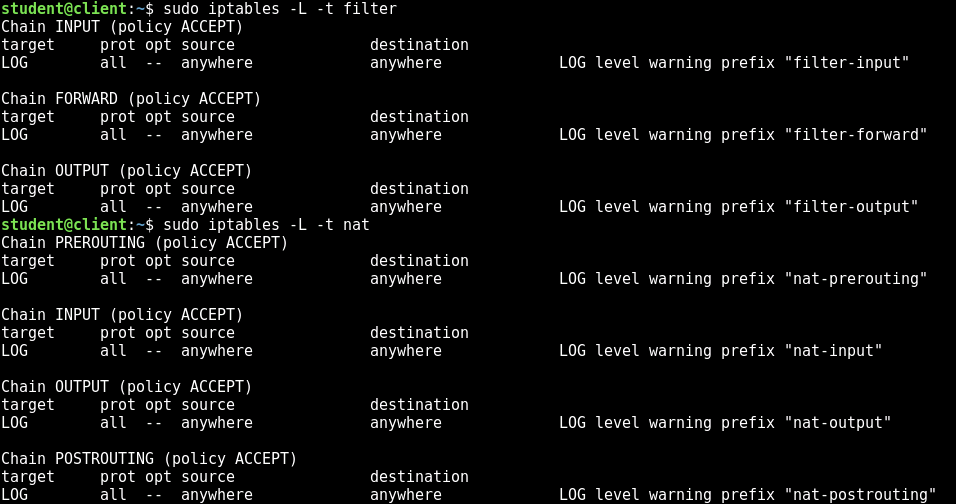 student@client:~$ sudo iptables -L -t filter
Chain INPUT (policy ACCEPT)
target     prot opt source               destination
LOG        all  --  anywhere             anywhere             LOG level warning prefix "filter-input"

Chain FORWARD (policy ACCEPT)
target     prot opt source               destination
LOG        all  --  anywhere             anywhere             LOG level warning prefix "filter-forward"

Chain OUTPUT (policy ACCEPT)
target     prot opt source               destination
LOG        all  --  anywhere             anywhere             LOG level warning prefix "filter-output"
student@client:~$ sudo iptables -L -t nat
Chain PREROUTING (policy ACCEPT)
target     prot opt source               destination
LOG        all  --  anywhere             anywhere             LOG level warning prefix "nat-prerouting"

Chain INPUT (policy ACCEPT)
target     prot opt source               destination
LOG        all  --  anywhere             anywhere             LOG level warning prefix "nat-input"

Chain OUTPUT (policy ACCEPT)
target     prot opt source               destination
LOG        all  --  anywhere             anywhere             LOG level warning prefix "nat-output"

Chain POSTROUTING (policy ACCEPT)
target     prot opt source               destination
LOG        all  --  anywhere             anywhere             LOG level warning prefix "nat-postrouting"